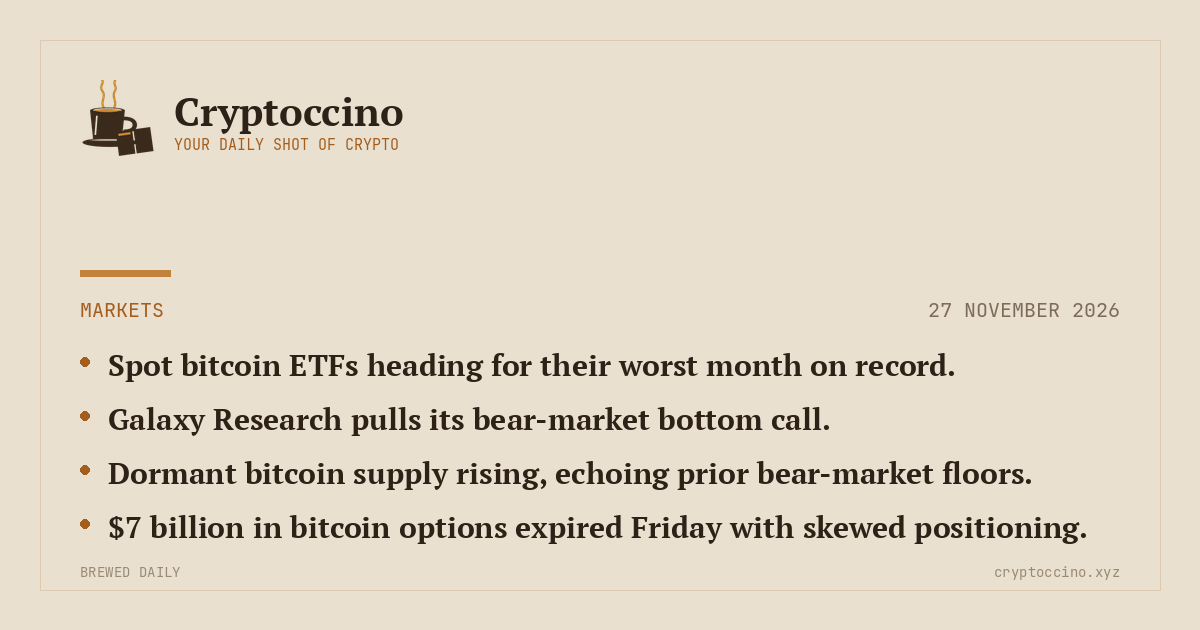 Cryptoccino
YOUR DAILY SHOT OF CRYPTO
MARKETS
27 NOVEMBER 2026
Spot bitcoin ETFs heading for their worst month on record.
Galaxy Research pulls its bear-market bottom call.
Dormant bitcoin supply rising, echoing prior bear-market floors.
$7 billion in bitcoin options expired Friday with skewed positioning.
BREWED DAILY
cryptoccino.xyz